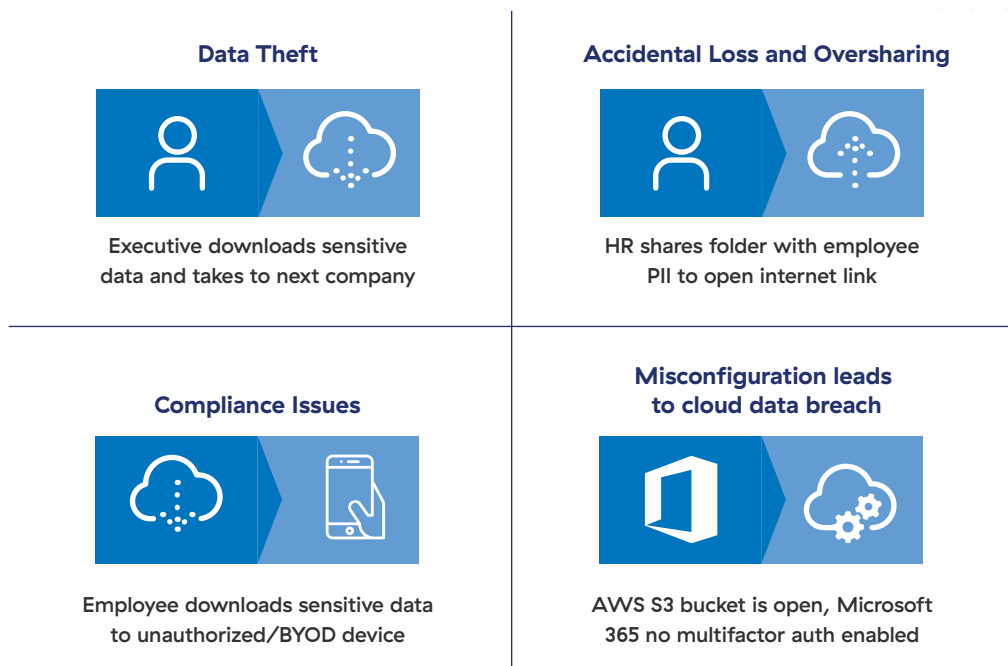 Data Theft
Executive downloads sensitive
data and takes to next company
Accidental Loss and Oversharing
HR shares folder with employee
PII to open internet link
Compliance Issues
Employee downloads sensitive data
to unauthorized/BYOD device
Misconfiguration leads
to cloud data breach
AWS S3 bucket is open, Microsoft
365 no multifactor auth enabled